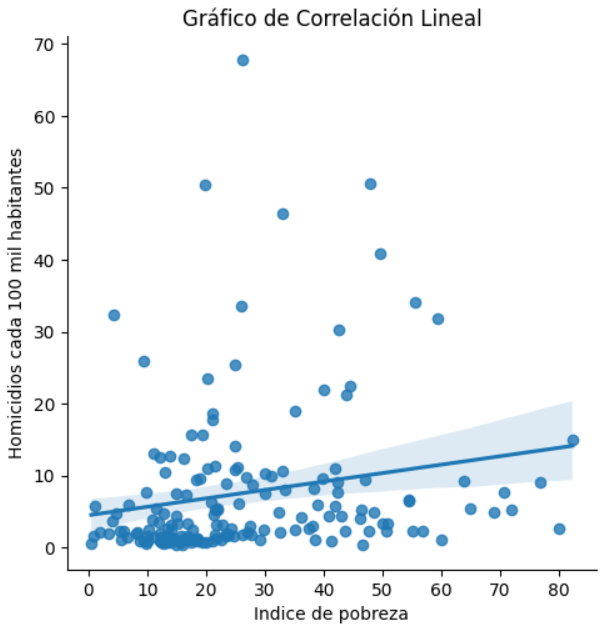 Gráfico de Correlación Lineal
70
60
50
40
30
20
10
0
Homicidios cada 100 mil habitantes
0 10 20 30 40 50 60 70 80
Indice de pobreza